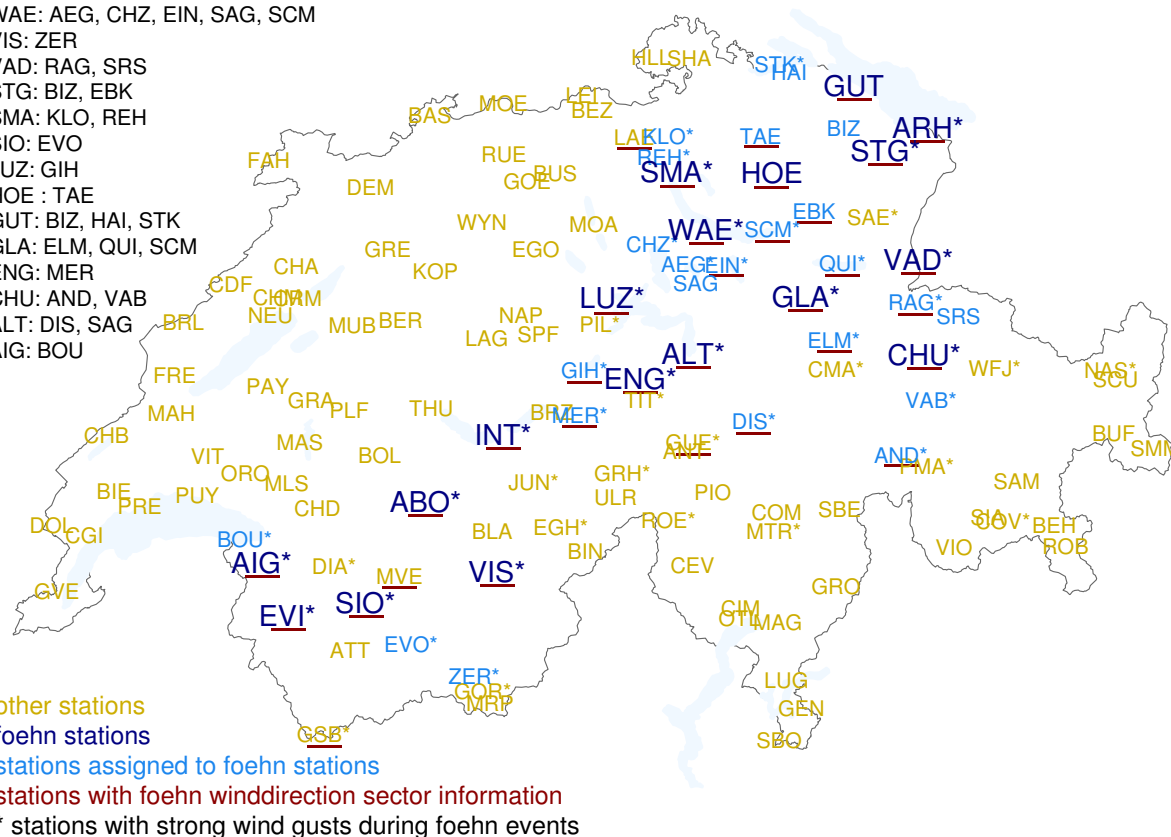 WAE: AEG, CHZ, EIN, SAG, SCM
VIS: ZER
VAD: RAG, SRS
STG: BIZ, EBK
SMA: KLO, REH
SIO: EVO
LUZ: GIH
HOE : TAE
GUT: BIZ, HAI, STK
GLA: ELM, QUI, SCM
ENG: MER
CHU: AND, VAB
ALT: DIS, SAG
AIG: BOU
HLL SHA
STK*
HAI
GUT
LEI
MOE
BEZ
BAS
ARH*
BIZ
TAE
LAE KLO*
STG*
REH*
RUE
FAH
SMA*
HOE
BUS
GOE
DEM
EBK
SAE*
WYN
MOA
WAE*
SCM*
CHZ*
GRE
EGO
VAD*
AEG* EIN*
QUI*
CHA
KOP
SAG
CDF
CHM CRM
LUZ*
GLA*
RAG*
NEU
NAP
SRS
BRL
MUB BER
PIL*
LAG SPF
ELM*
ALT*
CHU*
CMA*
WFJ*
NAS*
GIH*
ENG*
SCU
FRE
PAY
GRA
TIT*
VAB*
MAH
PLF
THU
BRZ MER*
DIS*
CHB
INT*
BUF
MAS
GUE*
ANT
SMM
VIT
BOL
AND*
PMA*
ORO
MLS
JUN*
GRH*
SAM
BIE
PUY
PIO
ULR
PRE
CHD
ABO*
COM
SBE
DOL
CGI
ROE*
SIA COV* BEH
BLA
EGH*
MTR*
BOU*
BIN
VIO
ROB
AIG*
DIA*
VIS*
CEV
MVE
GVE
GRO
SIO*
CIM
EVI*
OTL MAG
ATT
EVO*
ZER*
LUG
GOR*
MRP
GEN
GSB*
SBO
other stations
foehn stations
stations assigned to foehn stations
stations with foehn winddirection sector information
* stations with strong wind gusts during foehn events